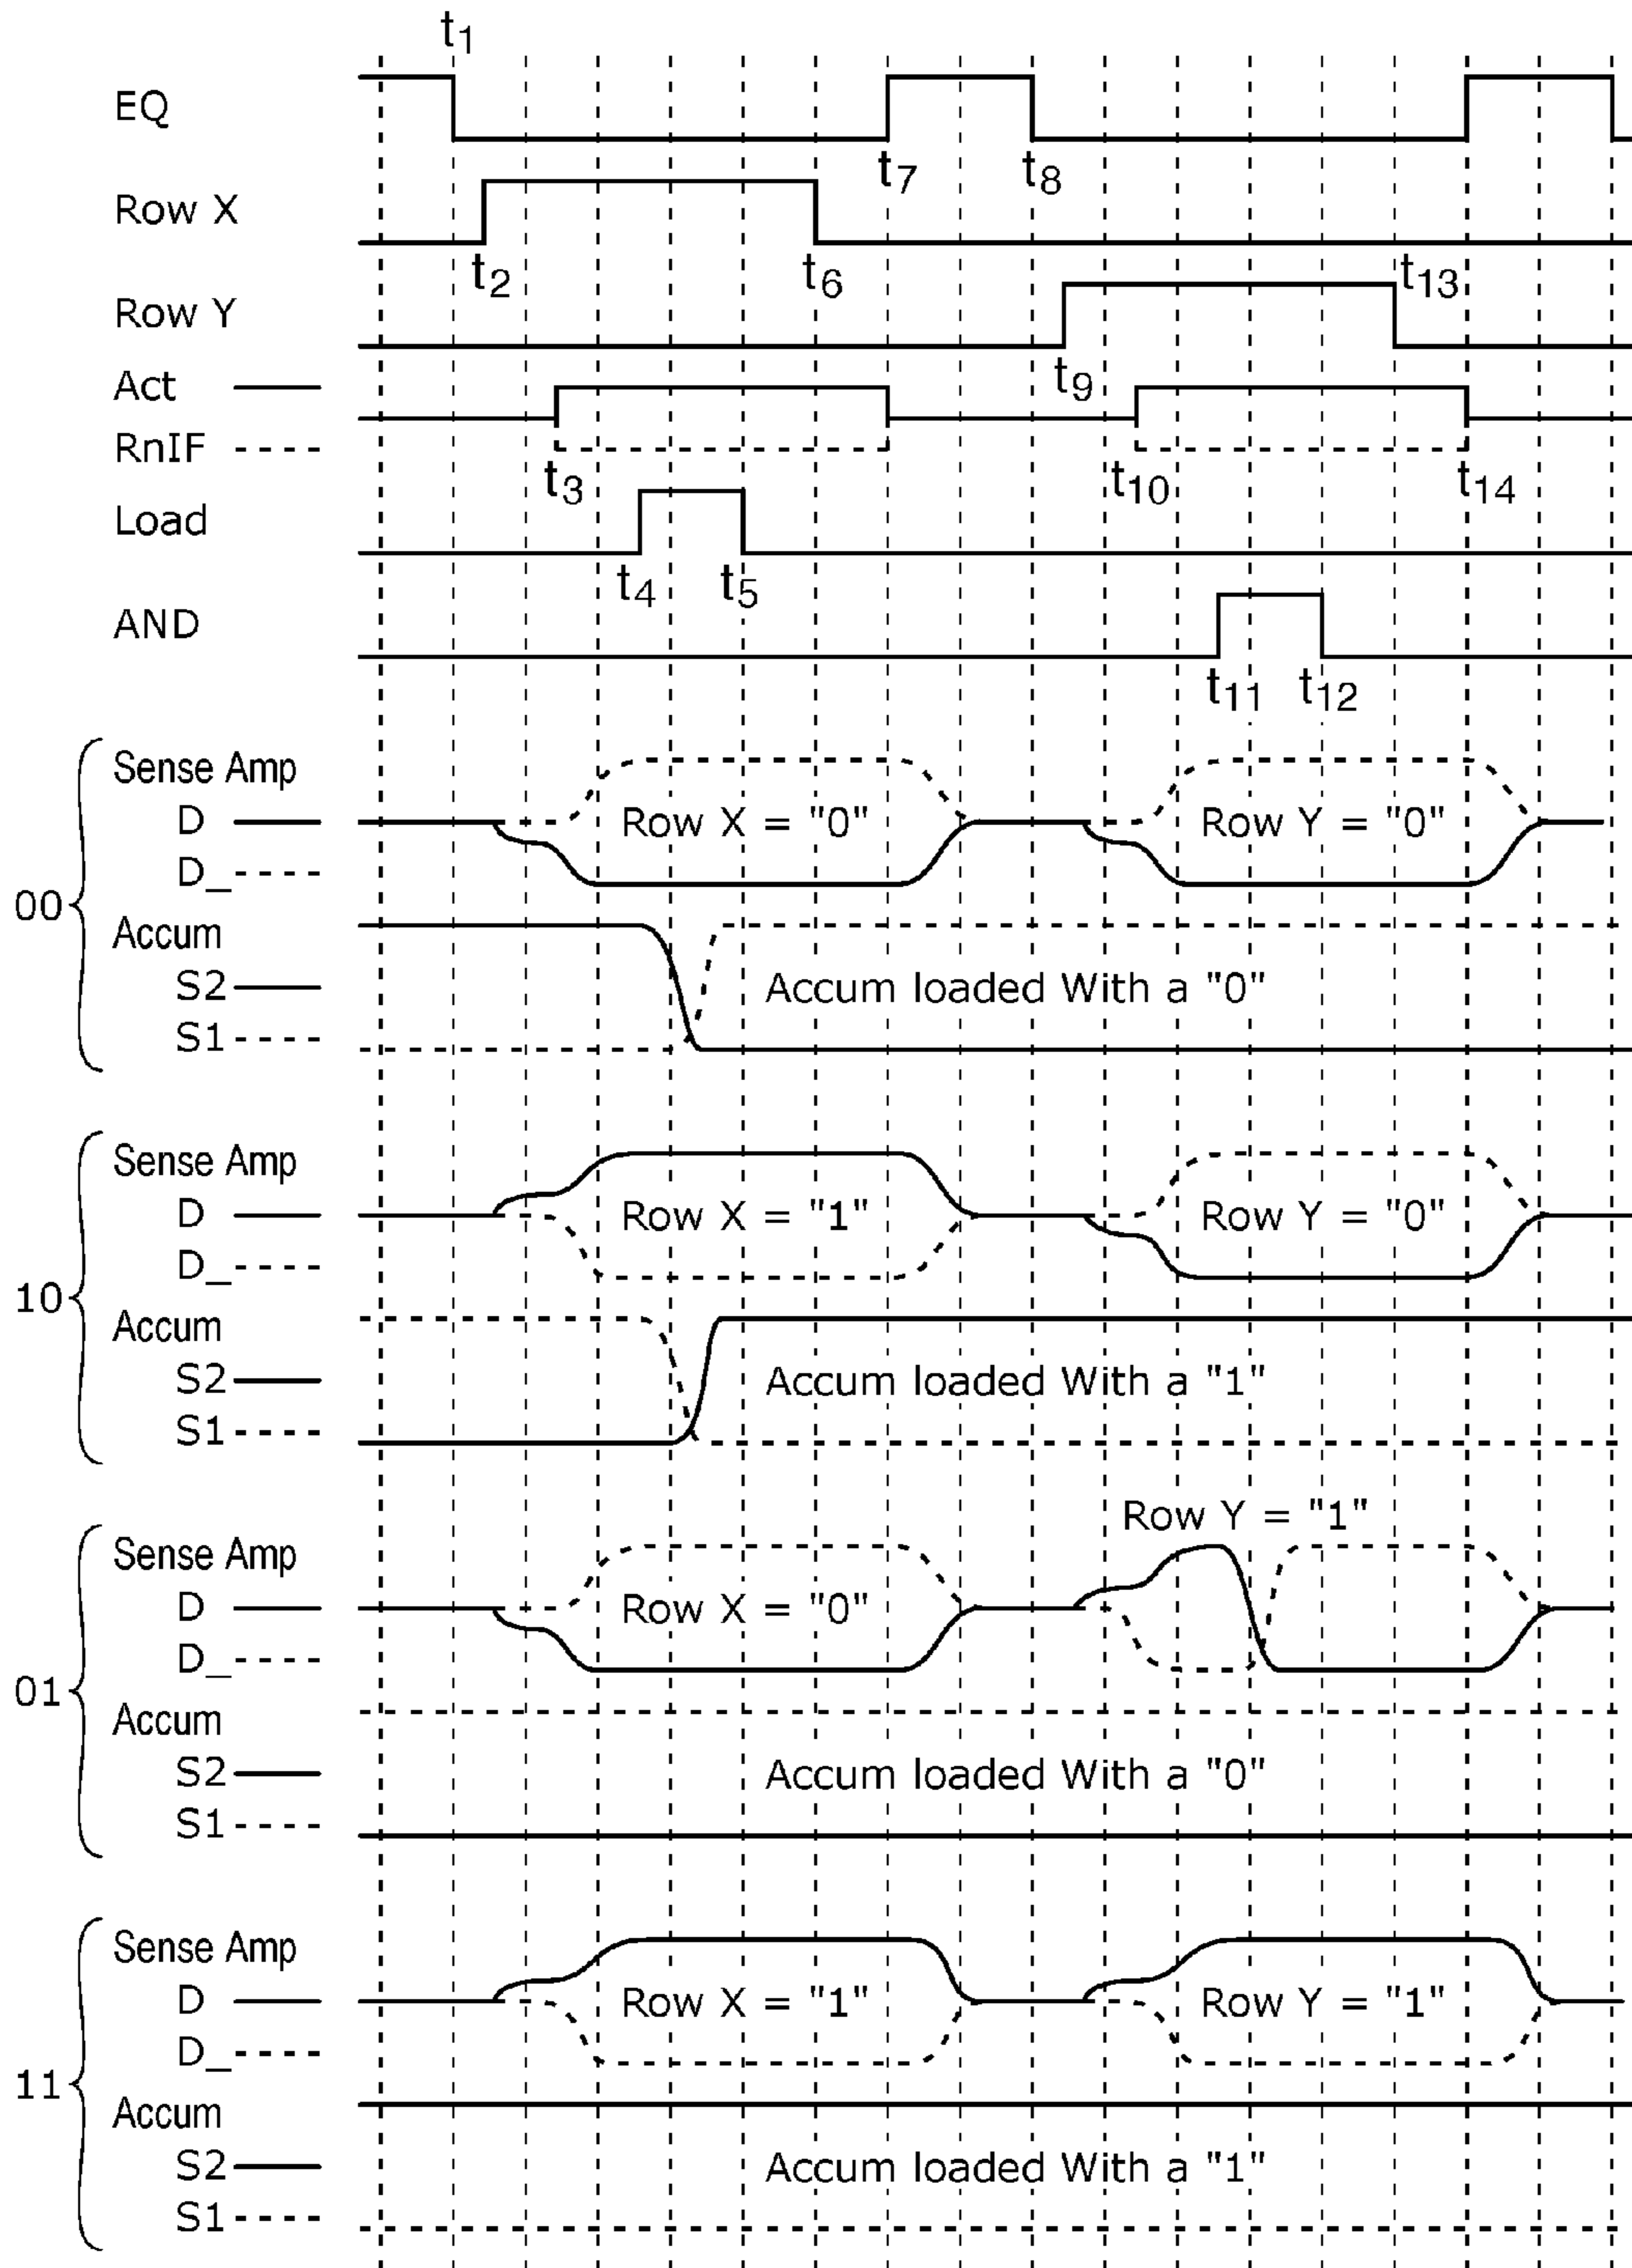 t1
EQ
t7 t8
Row X
t2 t6 t13
Row Y
t9
Act
RnIF
t3 t10 t14
Load
t4 t5
AND
t11 t12
00
Sense Amp
D Row X = "0" Row Y = "0"
D_
Accum
S2 Accum loaded With a "0"
S1
10
Sense Amp
D Row X = "1" Row Y = "0"
D_
Accum
S2 Accum loaded With a "1"
S1
01
Row Y = "1"
Sense Amp
D Row X = "0"
D_
Accum
S2 Accum loaded With a "0"
S1
11
Sense Amp
D Row X = "1" Row Y = "1"
D_
Accum
S2 Accum loaded With a "1"
S1